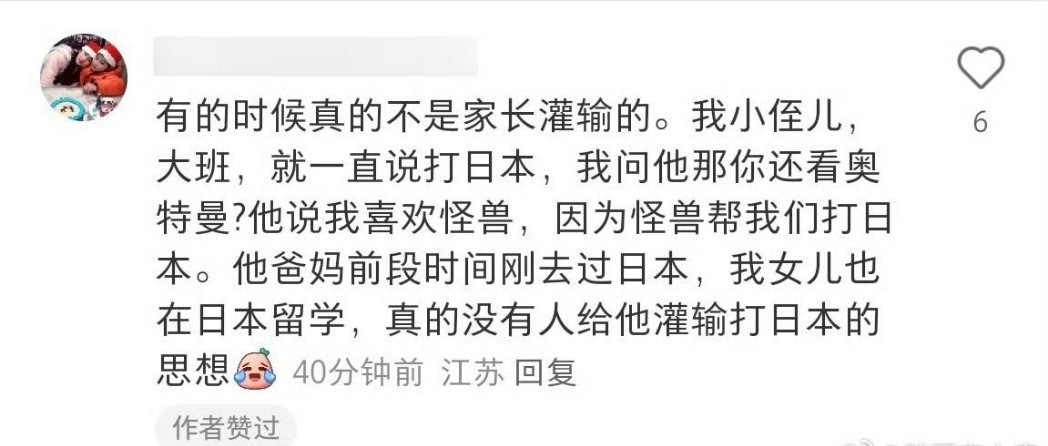 有的时候真的不是家长灌输的。我小侄儿，
大班，就一直说打日本，我问他那你还看奥
特曼?他说我喜欢怪兽，因为怪兽帮我们打日
本。他爸妈前段时间刚去过日本，我女儿也
在日本留学，真的没有人给他灌输打日本的
思想 40分钟前 江苏 回复
6
作者赞过